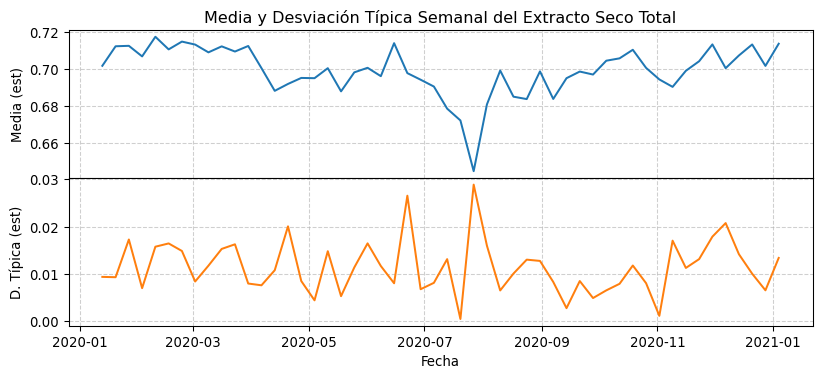 Media y Desviación Típica Semanal del Extracto Seco Total
0.72
0.70
0.68
0.66
Media (est)
0.03
0.02
0.01
0.00
D. Típica (est)
2020-01 2020-03 2020-05 2020-07 2020-09 2020-11 2021-01
Fecha